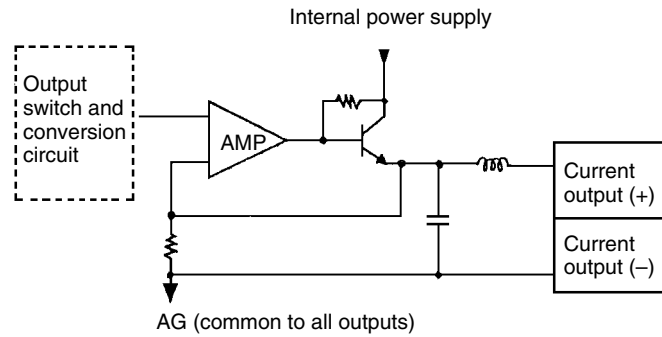 Internal power supply
Output
switch and
conversion
circuit
AMP
Current
output (+)
Current
output (–)
AG (common to all outputs)